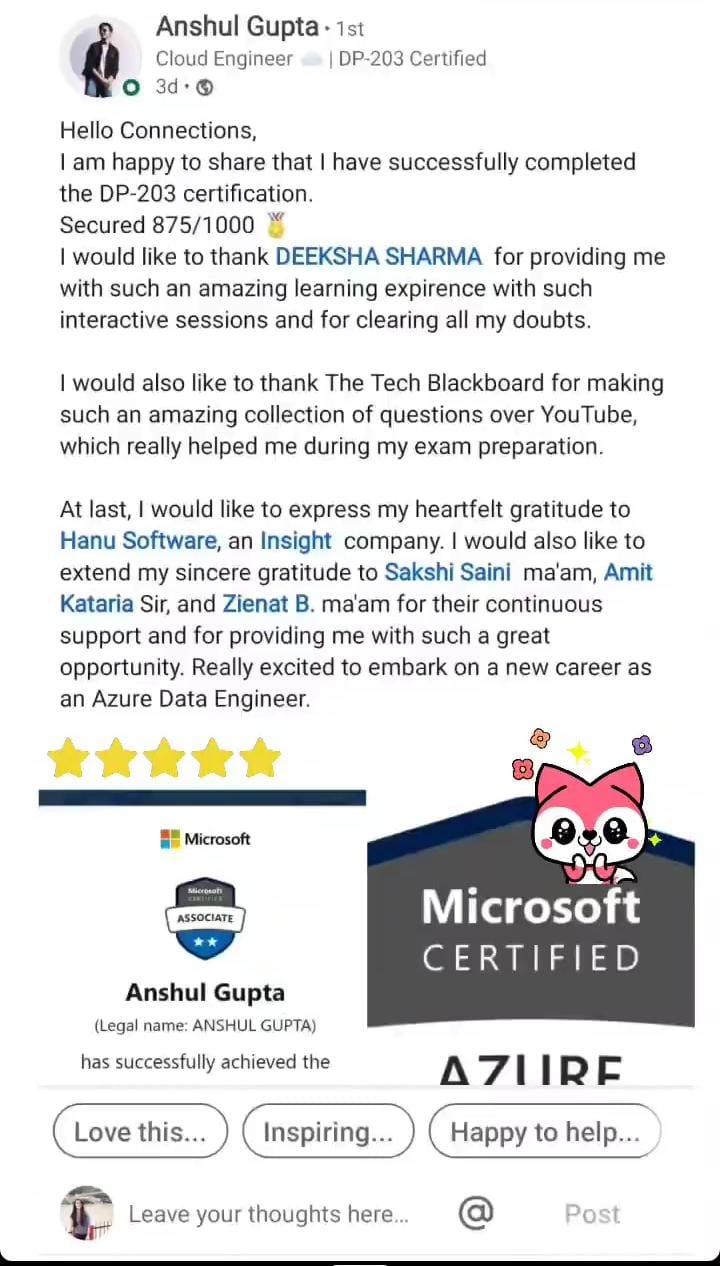 Anshul Gupta · 1st
Cloud Engineer ☁️ | DP-203 Certified
3d ·
Hello Connections,
I am happy to share that I have successfully completed
the DP-203 certification.
Secured 875/1000 🏅
I would like to thank DEEKSHA SHARMA for providing me
with such an amazing learning expirence with such
interactive sessions and for clearing all my doubts.
I would also like to thank The Tech Blackboard for making
such an amazing collection of questions over YouTube,
which really helped me during my exam preparation.
At last, I would like to express my heartfelt gratitude to
Hanu Software, an Insight company. I would also like to
extend my sincere gratitude to Sakshi Saini ma'am, Amit
Kataria Sir, and Zienat B. ma'am for their continuous
support and for providing me with such a great
opportunity. Really excited to embark on a new career as
an Azure Data Engineer.
Microsoft
Microsoft
CERTIFIED
ASSOCIATE
Anshul Gupta
(Legal name: ANSHUL GUPTA)
has successfully achieved the
Microsoft
CERTIFIED
AZURE
Love this...
Inspiring...
Happy to help...
Leave your thoughts here...
@
Post